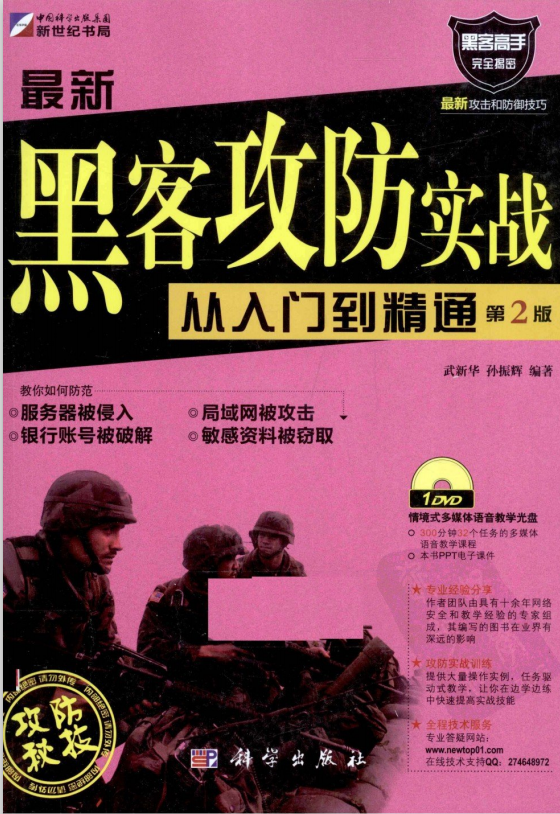 中国科学出版集团
新世纪书局
黑客高手
完全揭密
最新攻击和防御技巧
最新
黑客攻防实战
从入门到精通 第2版
武新华 孙振辉 编著
教你如何防范
◎服务器被侵入 ◎局域网被攻击
◎银行账号被破解 ◎敏感资料被窃取
1DVD
情境式多媒体语音教学光盘
○ 300分钟32个任务的多媒体
语音教学课程
○ 本书PPT电子课件
★ 专业经验分享
作者团队由具有十余年网络
安全和教学经验的专家组
成，其编写的图书在业界有
深远的影响
★ 攻防实战训练
提供大量操作实例，任务驱
动式教学，让你在边学边练
中快速提高实战技能
★ 全程技术服务
专业答疑网站：
www.newtop01.com
在线技术支持QQ：274648972
内部绝密 请勿外传
攻防
秘技
科学出版社